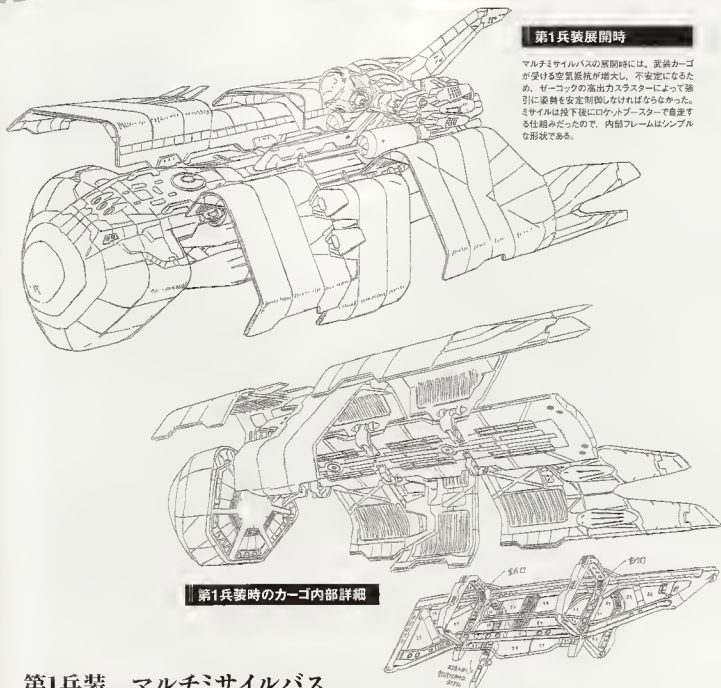 第1兵装展開時
マルチミサイルバスの展開時には、武装カーゴ
が受ける空気抵抗が増大し、不安定になるた
め、ゼーゴックの高出力スラスターによって強
引に姿勢を安定制御しなければならなかった。
ミサイルは投下後にロケットブースターで自走す
る仕組みだったので、内部フレームはシンプル
な形状である。
第1兵装時のカーゴ内部詳細
第1兵装 マルチミサイルバス